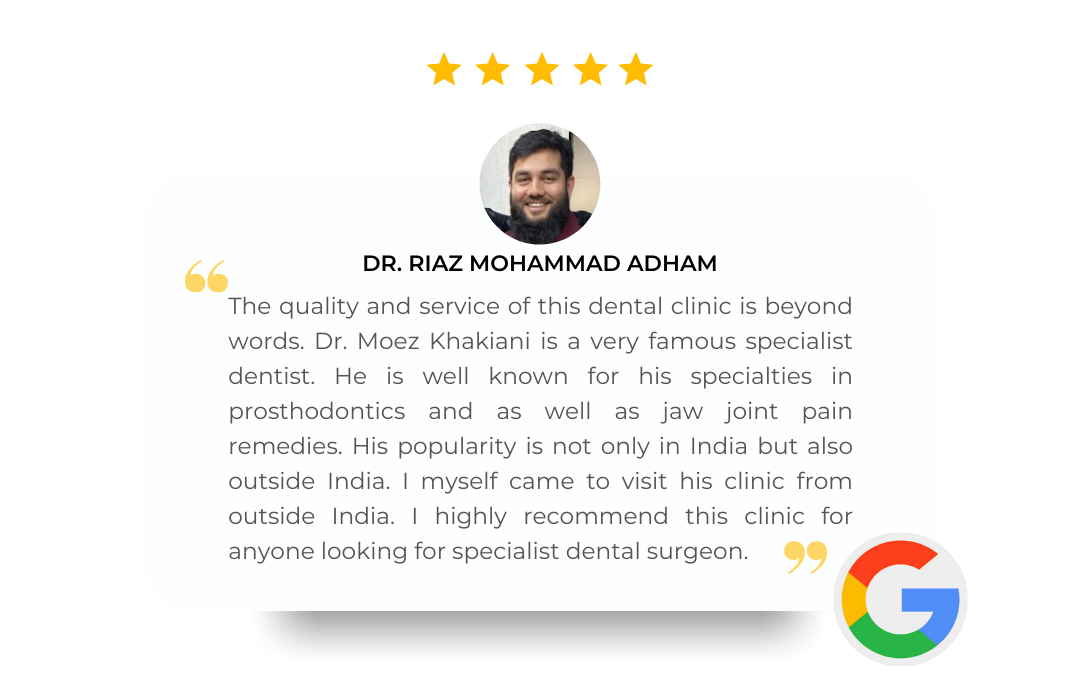 DR. RIAZ MOHAMMAD ADHAM
“
The quality and service of this dental clinic is beyond
words. Dr. Moez Khakiani is a very famous specialist
dentist. He is well known for his specialties in
prosthodontics and as well as jaw joint pain
remedies. His popularity is not only in India but also
outside India. I myself came to visit his clinic from
outside India. I highly recommend this clinic for
anyone looking for specialist dental surgeon. ”
G